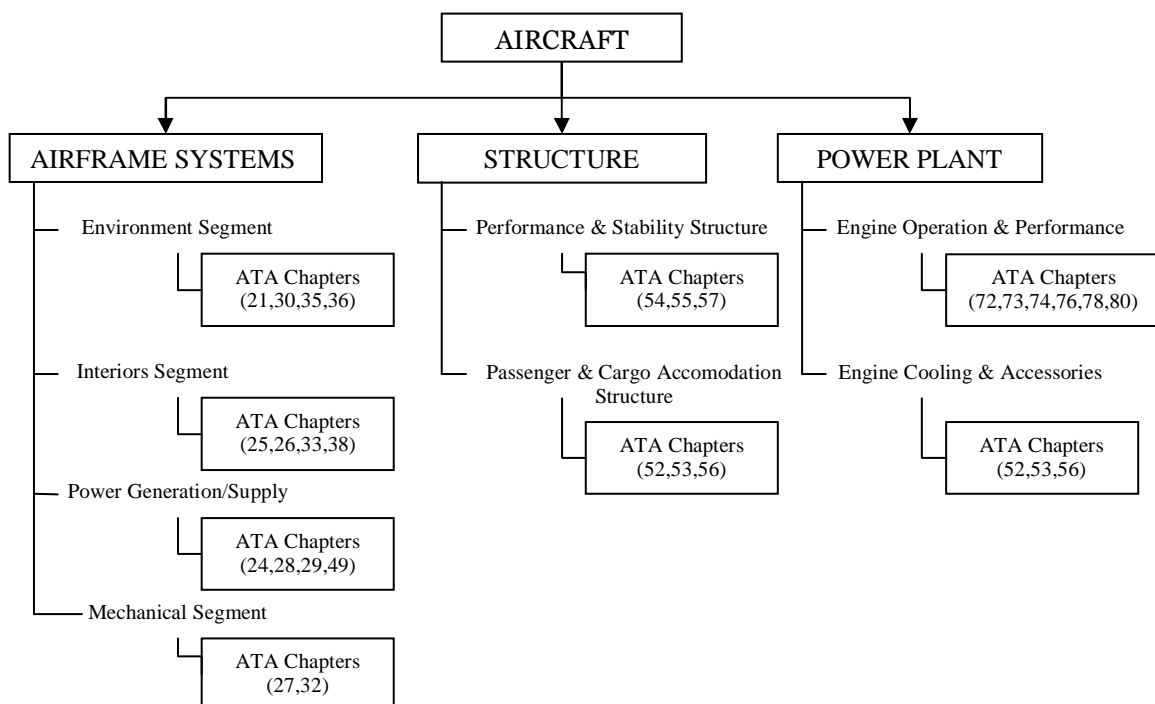 AIRCRAFT
AIRFRAME SYSTEMS
Environment Segment
ATA Chapters
(21,30,35,36)
Interiors Segment
ATA Chapters
(25,26,33,38)
Power Generation/Supply
ATA Chapters
(24,28,29,49)
Mechanical Segment
ATA Chapters
(27,32)
STRUCTURE
Performance & Stability Structure
ATA Chapters
(54,55,57)
Passenger & Cargo Accomodation
Structure
ATA Chapters
(52,53,56)
POWER PLANT
Engine Operation & Performance
ATA Chapters
(72,73,74,76,78,80)
Engine Cooling & Accessories
ATA Chapters
(52,53,56)